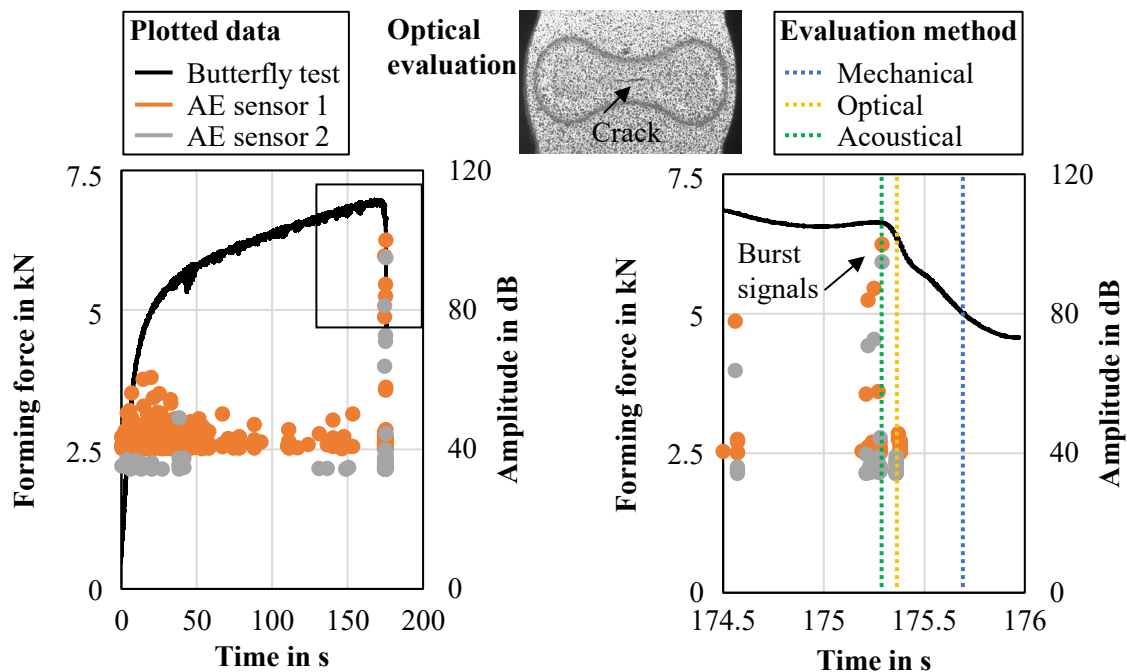 Plotted data
Butterfly test
AE sensor 1
AE sensor 2
Optical
evaluation
Crack
Evaluation method
Mechanical
Optical
Acoustical
7.5
5
2.5
0
Forming force in kN
120
80
40
0
Amplitude in dB
0
50
100
150
200
Time in s
7.5
5
2.5
0
Forming force in kN
Burst
signals
120
80
40
0
Amplitude in dB
174.5
175
175.5
176
Time in s